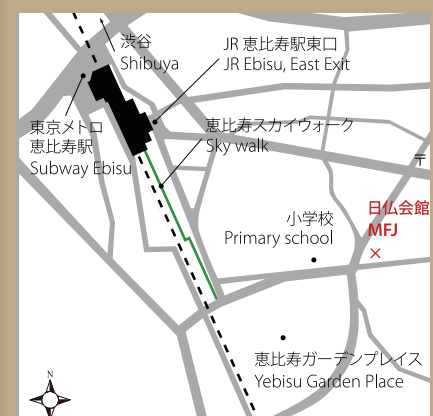 渋谷
Shibuya
JR 恵比寿駅東口
JR Ebisu, East Exit
東京メトロ
恵比寿駅
Subway Ebisu
恵比寿スカイウォーク
Sky walk
〒
日仏会館
MFJ
×
小学校
Primary school
恵比寿ガーデンプレイス
Yebisu Garden Place
N